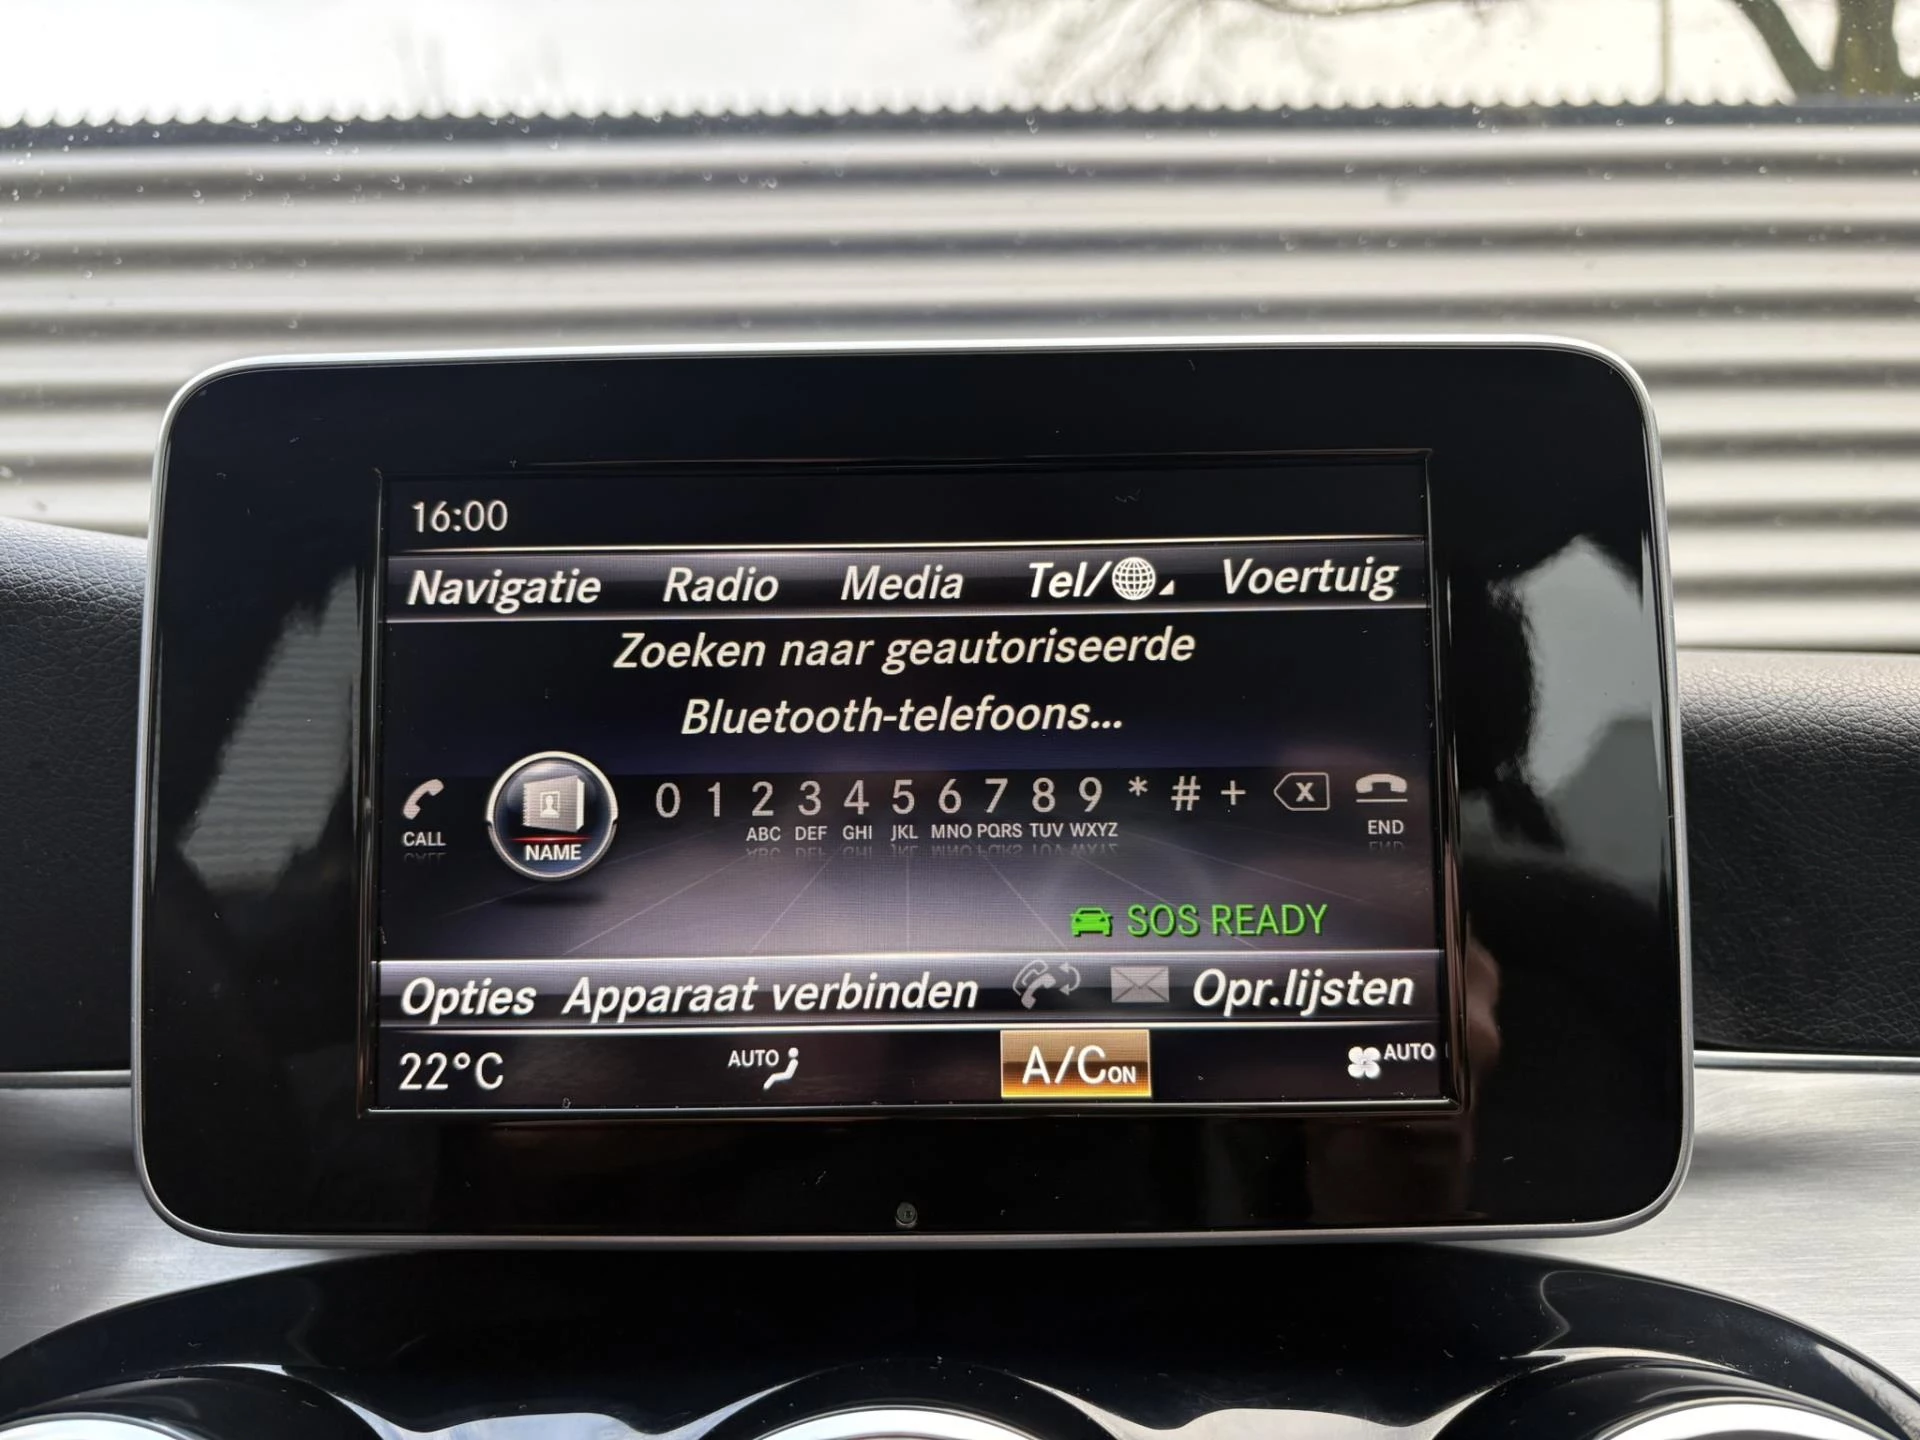 16:00
Navigatie Radio Media Tel/ Voertuig
Zoeken naar geautoriseerde
Bluetooth-telefoons...
0 1 2 3 4 5 6 7 8 9 * # + X
CALL NAME ABC DEF GHI JKL MNO PQRS TUV WXYZ END
SOS READY
Opties Apparaat verbinden Opr.lijsten
22°C AUTO A/C ON AUTO